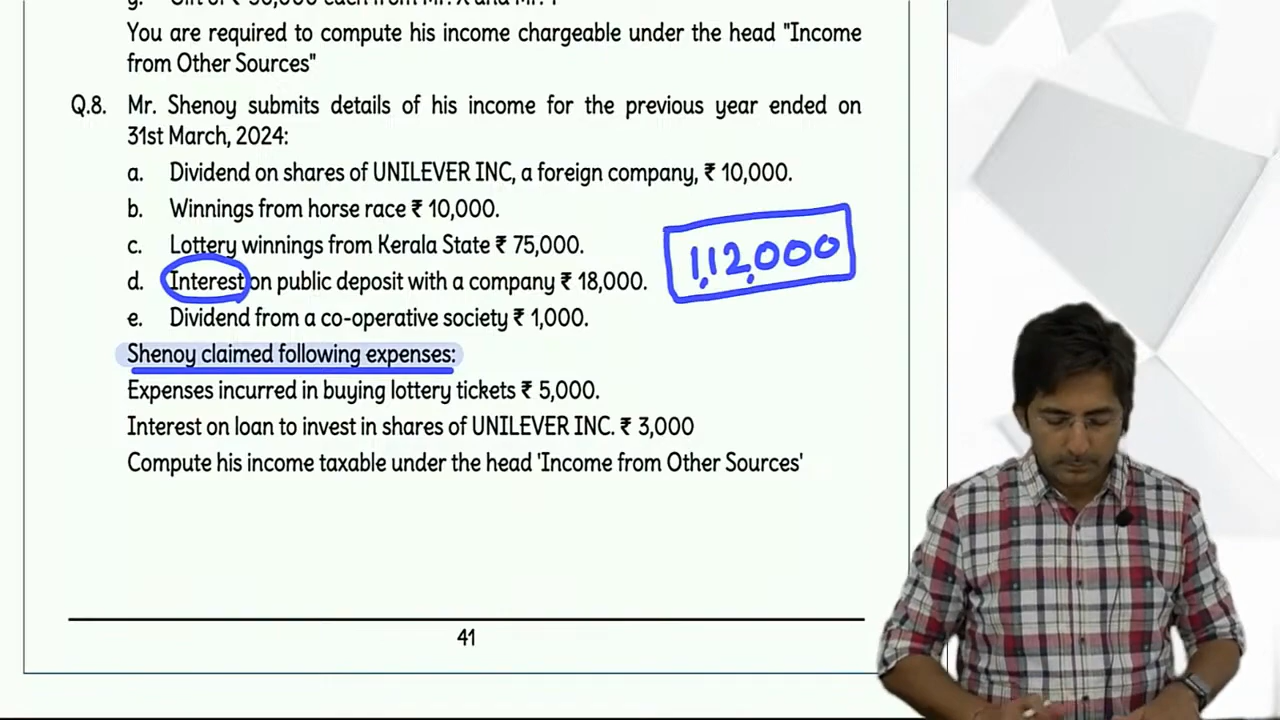 You are required to compute his income chargeable under the head "Income
from Other Sources"
Q.8. Mr. Shenoy submits details of his income for the previous year ended on
31st March, 2024:
a. Dividend on shares of UNILEVER INC, a foreign company, ₹ 10,000.
b. Winnings from horse race ₹ 10,000.
c. Lottery winnings from Kerala State ₹ 75,000.
d. Interest on public deposit with a company ₹ 18,000.
1,12,000
e. Dividend from a co-operative society ₹ 1,000.
Shenoy claimed following expenses:
Expenses incurred in buying lottery tickets ₹ 5,000.
Interest on loan to invest in shares of UNILEVER INC. ₹ 3,000
Compute his income taxable under the head 'Income from Other Sources'
41